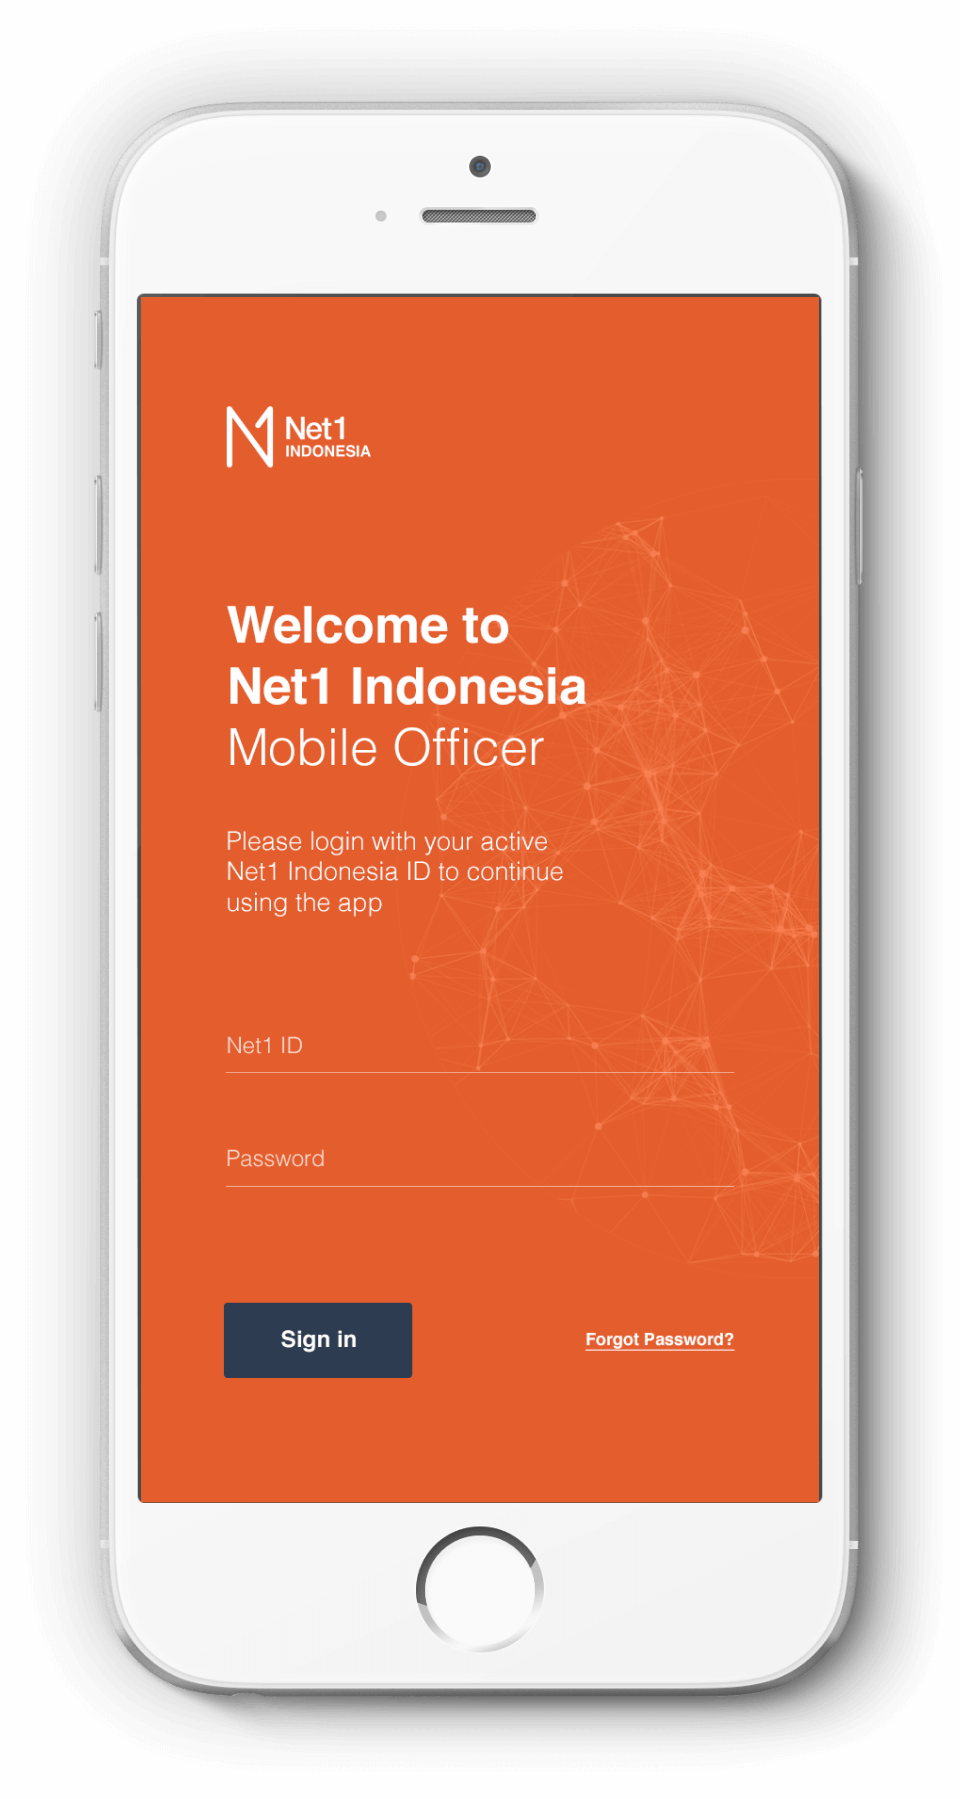 Net1
INDONESIA
Welcome to
Net1 Indonesia
Mobile Officer
Please login with your active
Net1 Indonesia ID to continue
using the app
Net1 ID
Password
Sign in
Forgot Password?